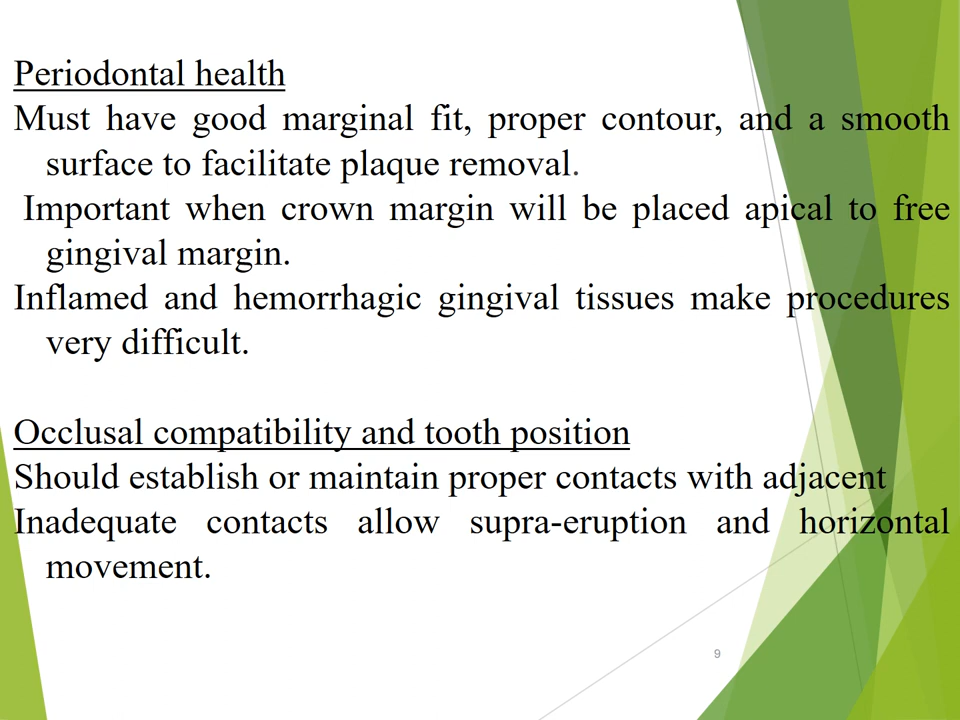 Periodontal health
Must have good marginal fit, proper contour, and a smooth
surface to facilitate plaque removal.
Important when crown margin will be placed apical to free
gingival margin.
Inflamed and hemorrhagic gingival tissues make procedures
very difficult.
Occlusal compatibility and tooth position
Should establish or maintain proper contacts with adjacent
Inadequate contacts allow supra-eruption and horizontal
movement.
9